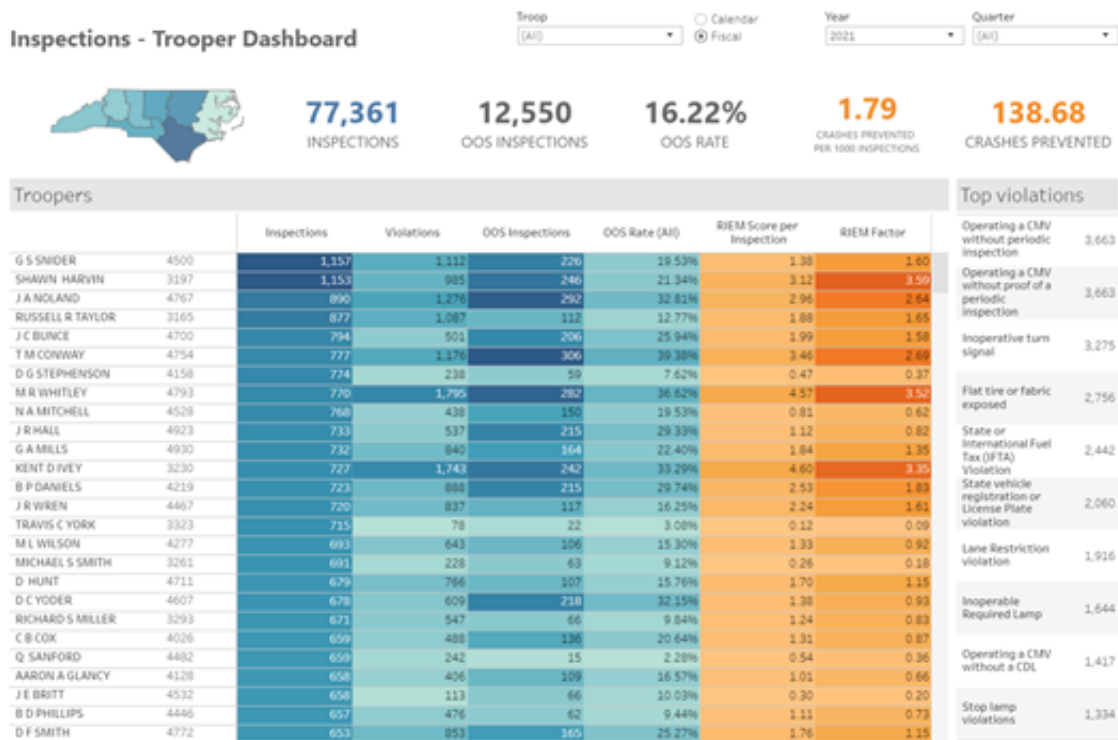 Inspections - Trooper Dashboard
Troop
(All)
Calendar
Fiscal
Year
2021
Quarter
(All)
77,361
INSPECTIONS
12,550
OOS INSPECTIONS
16.22%
OOS RATE
1.79
CRASHES PREVENTED
PER 1000 INSPECTIONS
138.68
CRASHES PREVENTED
Troopers
Inspections Violations OOS Inspections OOS Rate (All) RIEM Score per Inspection RIEM Factor
G S SNIDER 4500 1,157 1,112 226 19.53% 1.38 1.60
SHAWN HARVIN 3197 1,153 985 246 21.34% 3.12 3.59
J A NOLAND 4767 890 1,276 292 32.81% 2.96 2.64
RUSSELL R TAYLOR 3165 877 1,087 112 12.77% 1.88 1.65
J C BUNCE 4700 794 501 206 25.94% 1.99 1.58
T M CONWAY 4754 777 1,176 306 39.38% 3.46 2.69
D G STEPHENSON 4158 774 238 59 7.62% 0.47 0.37
M R WHITLEY 4793 770 1,795 282 36.62% 4.57 3.52
N A MITCHELL 4528 768 438 150 19.53% 0.81 0.62
J R HALL 4923 733 537 215 29.33% 1.12 0.82
G A MILLS 4930 732 840 164 22.40% 1.84 1.35
KENT D IVEY 3230 727 1,743 242 33.29% 4.60 3.35
B P DANIELS 4219 723 888 215 29.74% 2.53 1.83
J R WREN 4467 720 837 117 16.25% 2.24 1.61
TRAVIS C YORK 3323 715 78 22 3.08% 0.12 0.09
M L WILSON 4277 693 643 106 15.30% 1.33 0.92
MICHAEL S SMITH 3261 691 228 63 9.12% 0.26 0.18
D HUNT 4711 679 766 107 15.76% 1.70 1.15
D C YODER 4607 678 609 218 32.15% 1.38 0.93
RICHARD S MILLER 3293 671 547 66 9.84% 1.24 0.83
C B COX 4026 659 488 136 20.64% 1.31 0.87
Q SANFORD 4482 659 242 15 2.28% 0.54 0.36
AARON A GLANCY 4128 658 406 109 16.57% 1.01 0.66
J E BRITT 4532 658 113 66 10.03% 0.30 0.20
B D PHILLIPS 4446 657 476 62 9.44% 1.11 0.73
D F SMITH 4772 653 853 165 25.27% 1.76 1.15
Top violations
Operating a CMV
without periodic
inspection
3,663
Operating a CMV
without proof of a
periodic
inspection
3,663
Inoperative turn
signal
3,275
Flat tire or fabric
exposed
2,756
State or
International Fuel
Tax (IFTA)
Violation
2,442
State vehicle
registration or
License Plate
violation
2,060
Lane Restriction
violation
1,916
Inoperable
Required Lamp
1,644
Operating a CMV
without a CDL
1,417
Stop lamp
violations
1,334